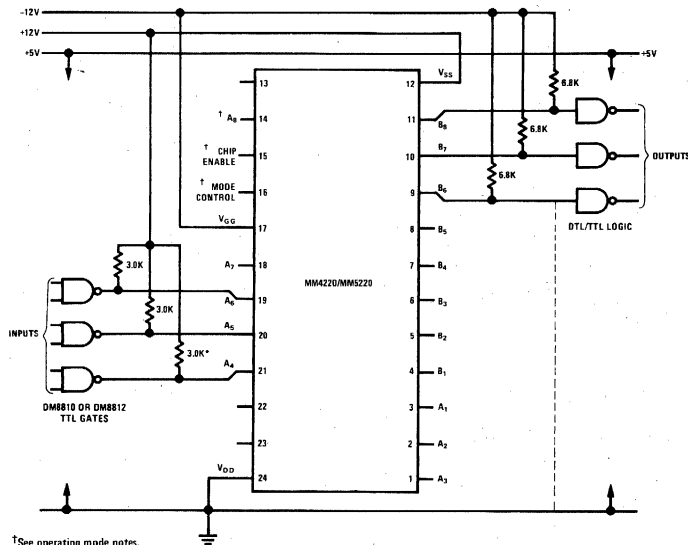 -12V
+12V
+5V
+5V
VSS
6.8K
6.8K
6.8K
13
† A8
14
† CHIP
ENABLE
15
† MODE
CONTROL
16
VGG
17
A7
18
A6
19
A5
20
A4
21
22
23
VDD
24
MM4220/MM5220
12
11
B8
10
B7
9
B6
8
B5
7
B4
6
B3
5
B2
4
B1
3
A1
2
A2
1
A3
3.0K
3.0K
3.0K*
INPUTS
DM8810 OR DM8812
TTL GATES
OUTPUTS
DTL/TTL LOGIC
†See operating mode notes.